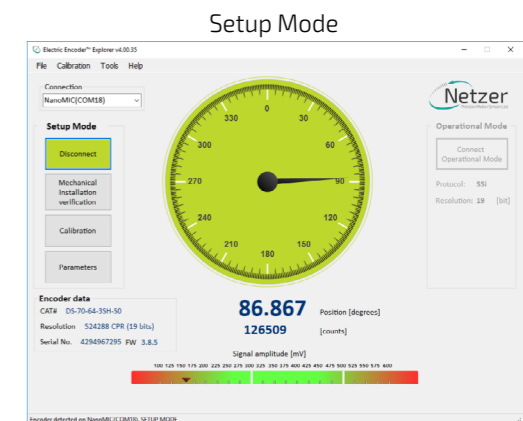 Setup Mode
Electric Encoder™ Explorer v4.00.35
File Calibration Tools Help
Connection
NanoMIC(COM18)
Netzer
Setup Mode
Operational Mode
Disconnect
Connect
Operational Mode
Mechanical
Installation
verification
Protocol: SSi
Resolution: 19 [bit]
Calibration
Parameters
0
30
60
90
120
150
180
210
240
270
300
330
Encoder data
CAT# DS-70-64-3SH-S0
Resolution 524288 CPR (19 bits)
Serial No. 4294967295 FW 3.8.5
86.867 Position [degrees]
126509 [counts]
Signal amplitude [mV]
100 125 150 175 200 225 250 275 300 325 350 375 400 425 450 475 500 525 550 575 600
Encoder detected on NanoMIC(COM18), SETUP MODE